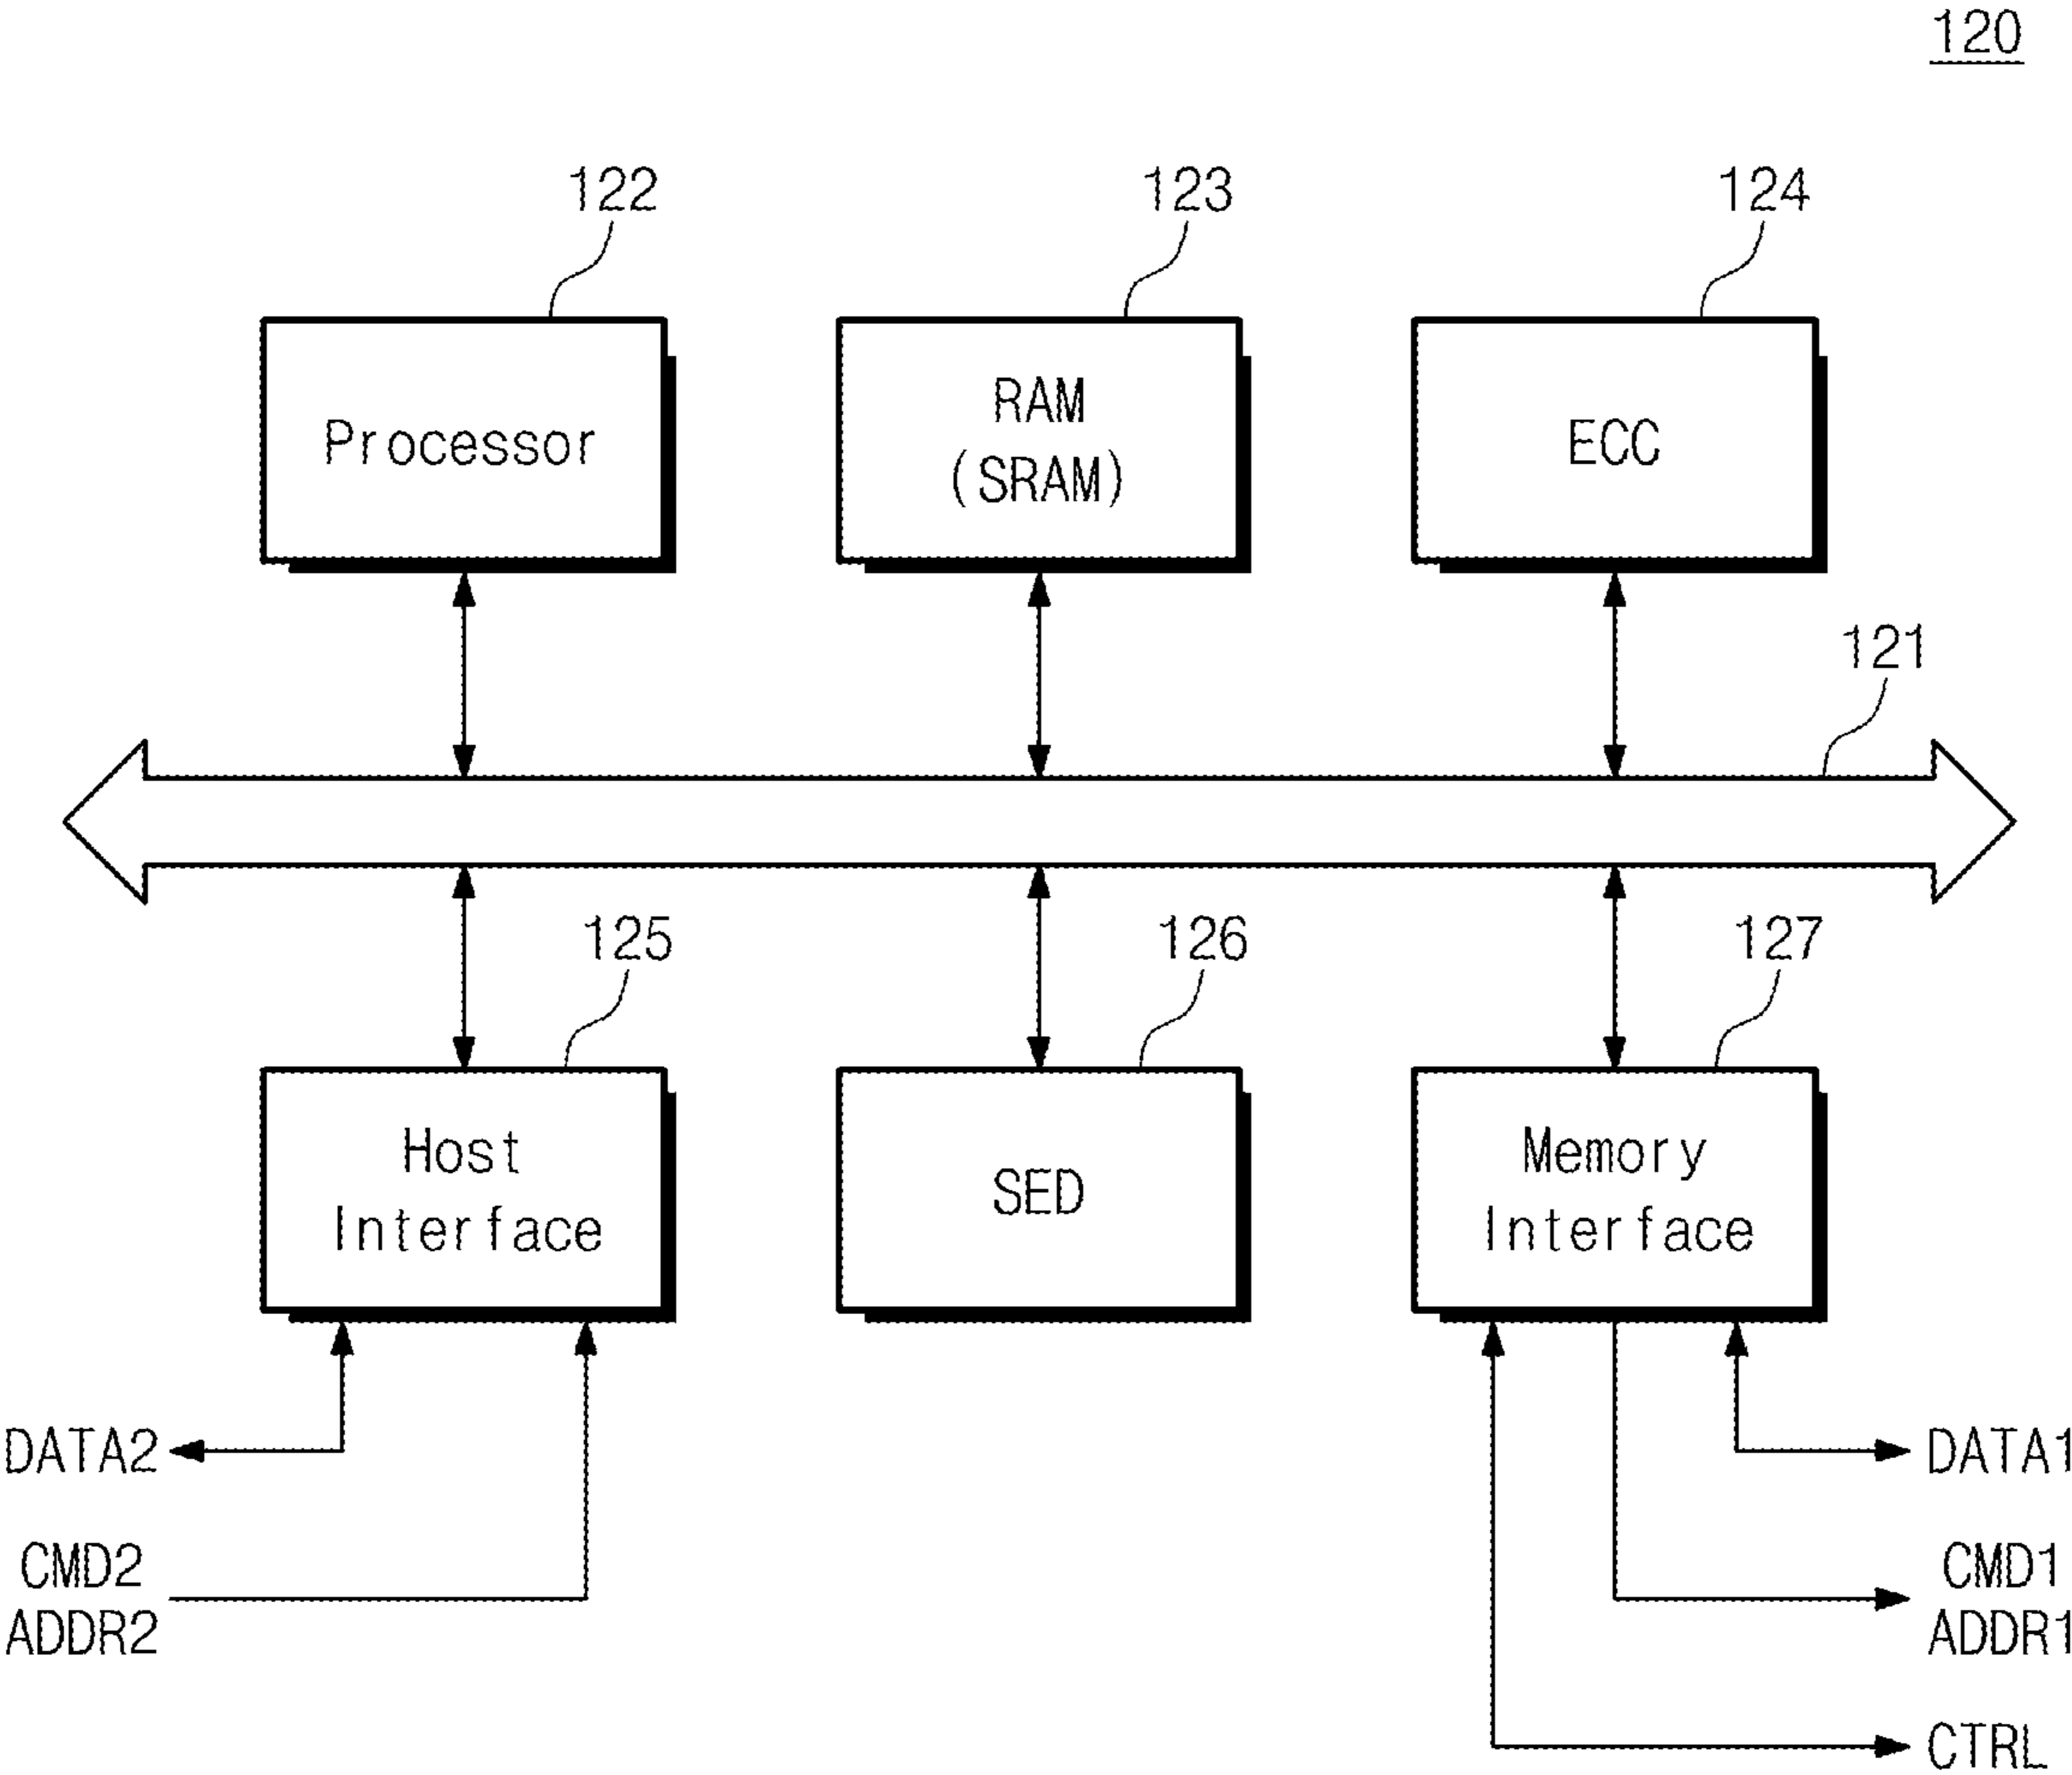 120
122
123
124
Processor
RAM
(SRAM)
ECC
121
125
126
127
Host
Interface
SED
Memory
Interface
DATA2
DATA1
CMD2
ADDR2
CMD1
ADDR1
CTRL